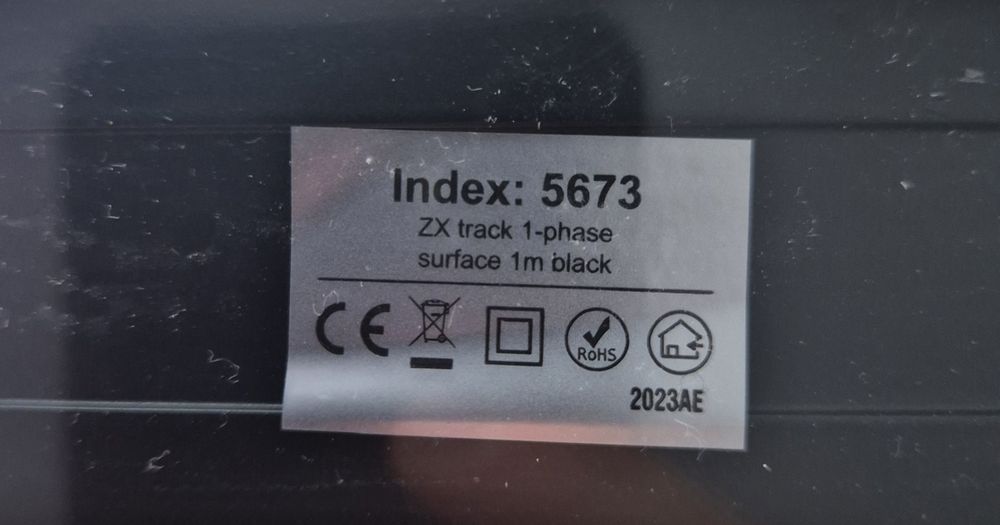 Index: 5673
ZX track 1-phase
surface 1m black
CE
RoHS
2023AE